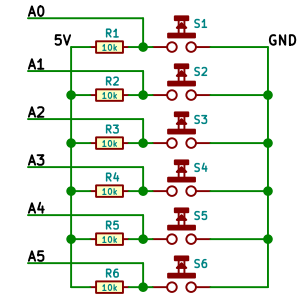 A0
5V R1 10k S1 GND
A1
R2 10k S2
A2
R3 10k S3
A3
R4 10k S4
A4
R5 10k S5
A5
R6 10k S6